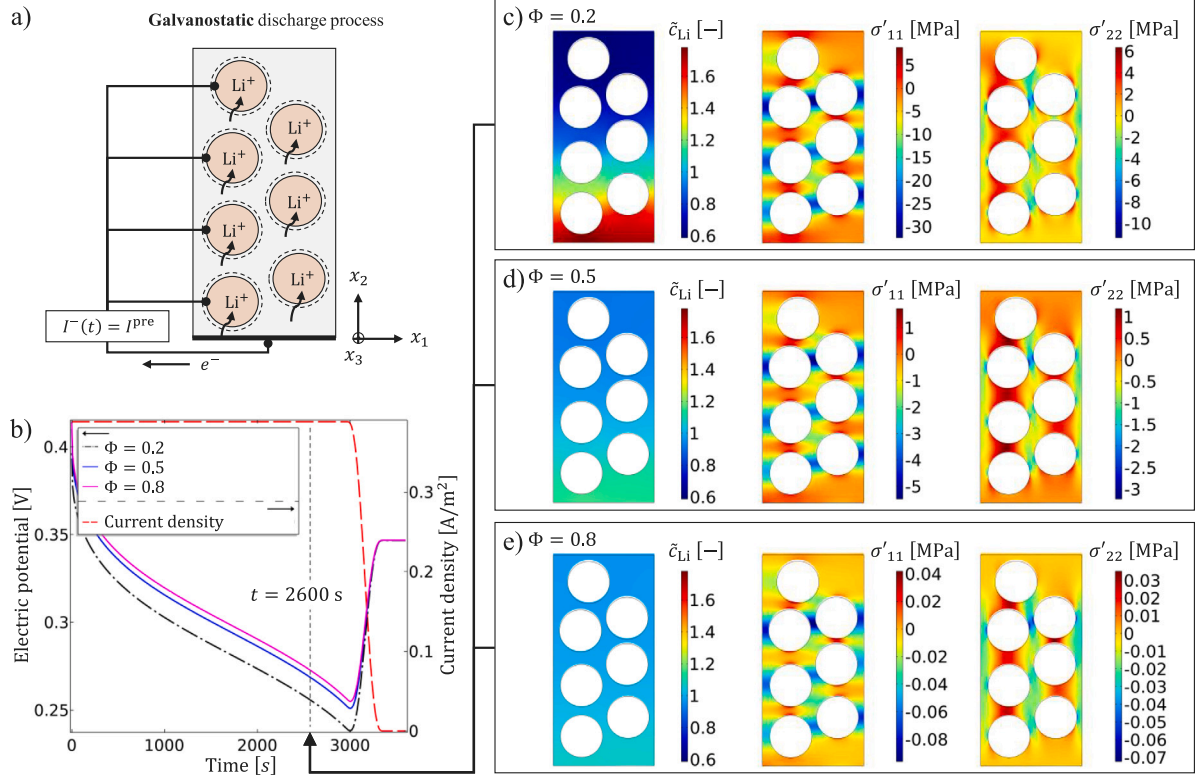 a)
Galvanostatic discharge process
Li⁺
Li⁺
Li⁺
Li⁺
Li⁺
Li⁺
Li⁺
I⁻(t) = Iᵖʳᵉ
e⁻
x₂
x₁
x₃
b)
Electric potential [V]
0.4
0.35
0.3
0.25
Φ = 0.2
Φ = 0.5
Φ = 0.8
Current density
t = 2600 s
0.3
0.2
0.1
0
Current density [A/m²]
0
1000
2000
3000
Time [s]
c) Φ = 0.2
c̃_Li [−]
1.6
1.4
1.2
1
0.8
0.6
σ′₁₁ [MPa]
5
0
-5
-10
-15
-20
-25
-30
σ′₂₂ [MPa]
6
4
2
0
-2
-4
-6
-8
-10
d) Φ = 0.5
c̃_Li [−]
1.6
1.4
1.2
1
0.8
0.6
σ′₁₁ [MPa]
1
0
-1
-2
-3
-4
-5
σ′₂₂ [MPa]
1
0.5
0
-0.5
-1
-1.5
-2
-2.5
-3
e) Φ = 0.8
c̃_Li [−]
1.6
1.4
1.2
1
0.8
0.6
σ′₁₁ [MPa]
0.04
0.02
0
-0.02
-0.04
-0.06
-0.08
σ′₂₂ [MPa]
0.03
0.02
0.01
0
-0.01
-0.02
-0.03
-0.04
-0.05
-0.06
-0.07